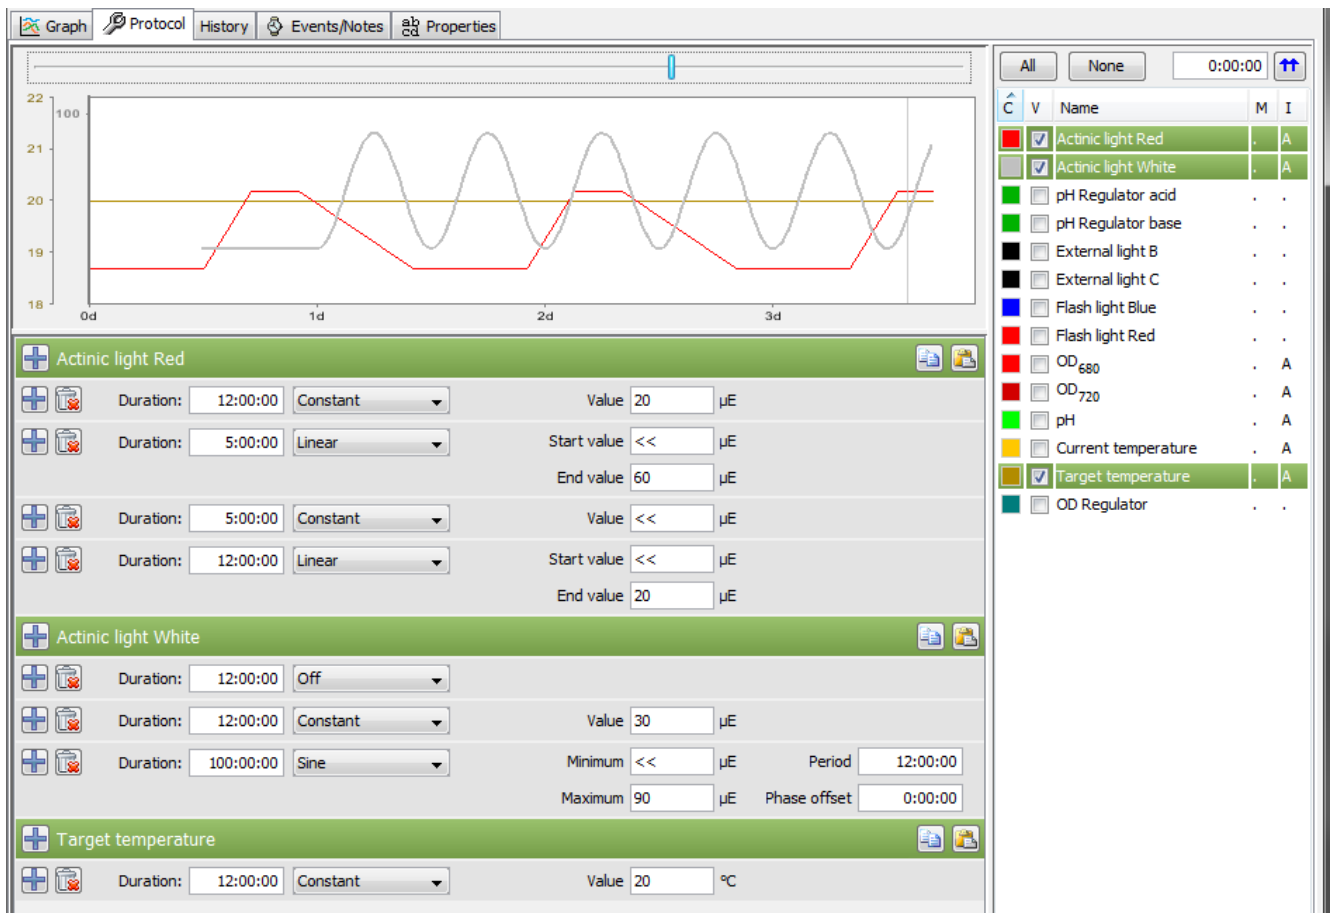 Graph Protocol History Events/Notes ab cd Properties
22
100
21
20
19
18
0d 1d 2d 3d
All None 0:00:00
C V Name M I
Actinic light Red . A
Actinic light White . A
pH Regulator acid . .
pH Regulator base . .
External light B . .
External light C . .
Flash light Blue . .
Flash light Red . .
OD680 . A
OD720 . A
pH . A
Current temperature . A
Target temperature . A
OD Regulator . .
Actinic light Red
Duration: 12:00:00 Constant Value 20 µE
Duration: 5:00:00 Linear Start value << µE
End value 60 µE
Duration: 5:00:00 Constant Value << µE
Duration: 12:00:00 Linear Start value << µE
End value 20 µE
Actinic light White
Duration: 12:00:00 Off
Duration: 12:00:00 Constant Value 30 µE
Duration: 100:00:00 Sine Minimum << µE Period 12:00:00
Maximum 90 µE Phase offset 0:00:00
Target temperature
Duration: 12:00:00 Constant Value 20 °C